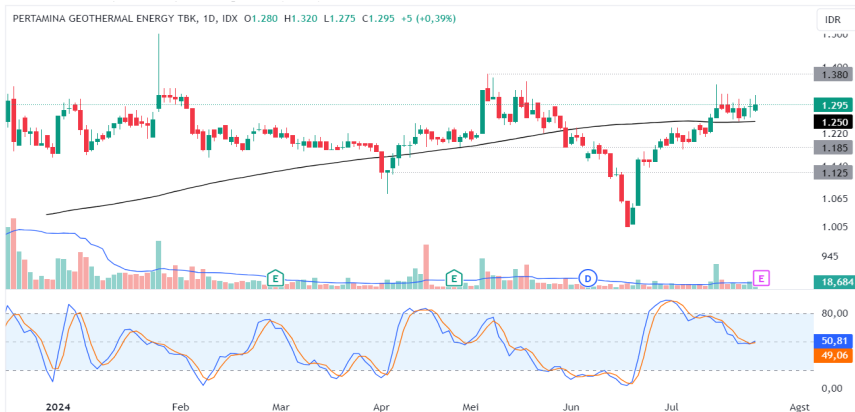 PERTAMINA GEOTHERMAL ENERGY TBK, 1D, IDX O1.280 H1.320 L1.275 C1.295 +5 (+0,39%)
IDR
1.380
1.295
1.250
1.220
1.185
1.125
1.065
1.005
945
E
E
D
E
18,684
80,00
50,81
49,06
0,00
2024
Feb
Mar
Apr
Mei
Jun
Jul
Agst